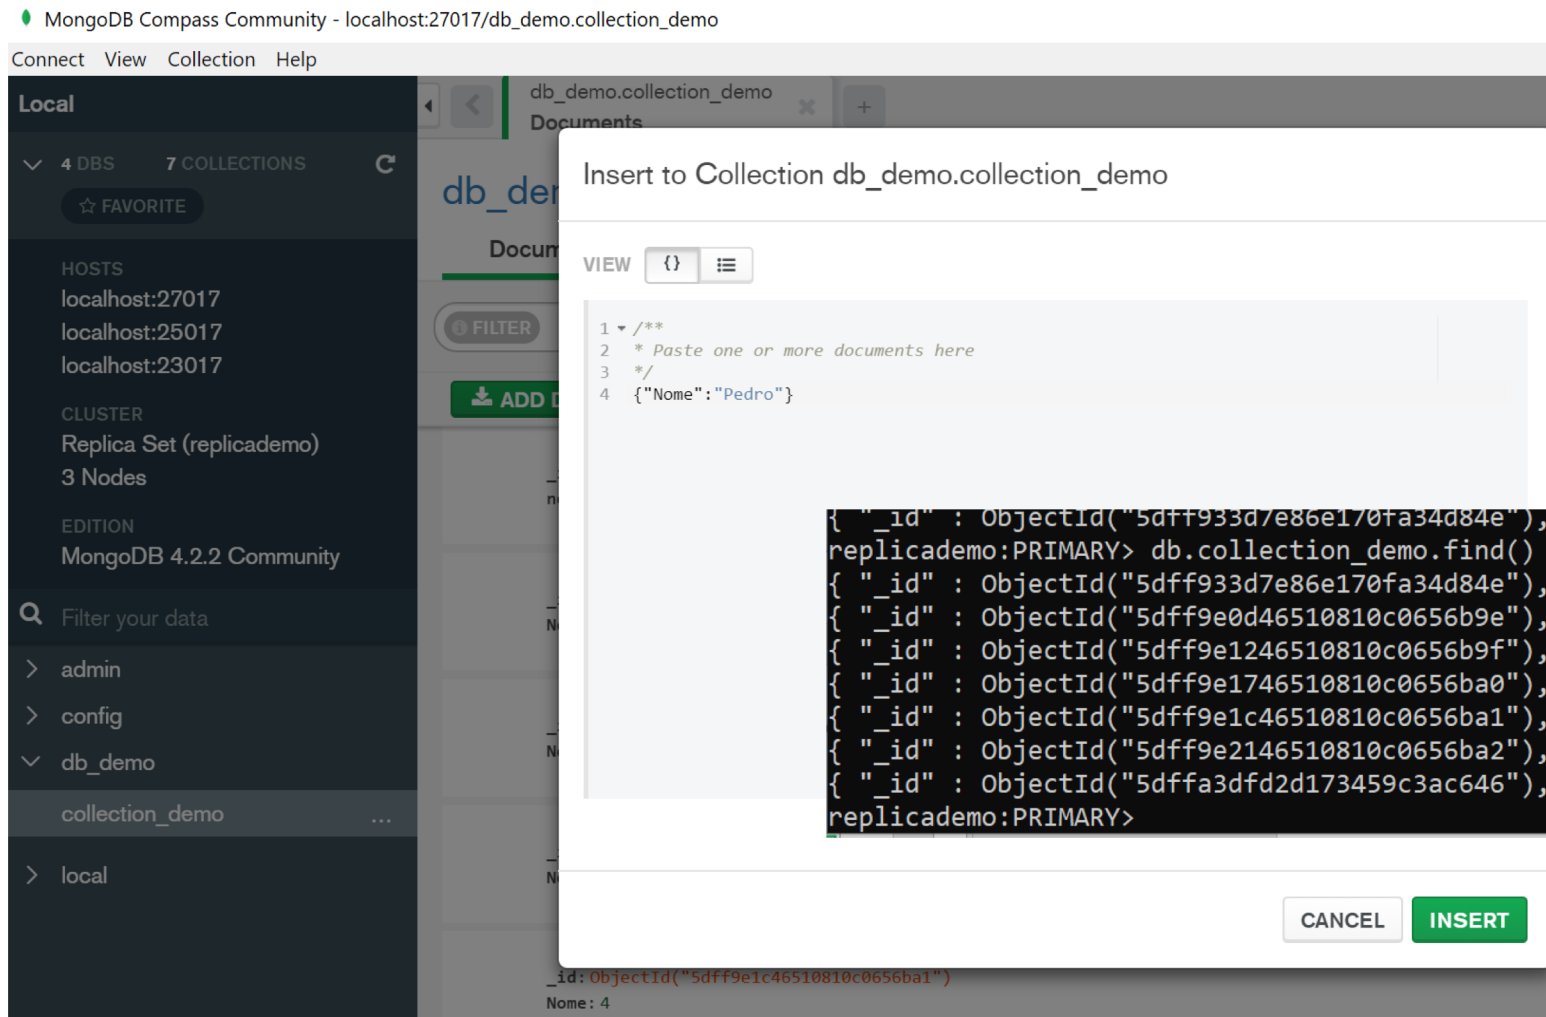 MongoDB Compass Community - localhost:27017/db_demo.collection_demo
Connect View Collection Help
Local
4 DBS 7 COLLECTIONS
FAVORITE
HOSTS
localhost:27017
localhost:25017
localhost:23017
CLUSTER
Replica Set (replicademo)
3 Nodes
EDITION
MongoDB 4.2.2 Community
Filter your data
admin
config
db_demo
collection_demo ...
local
db_demo.collection_demo
Documents
FILTER
ADD
Insert to Collection db_demo.collection_demo
VIEW {}
1 /**
2 * Paste one or more documents here
3 */
4 {"Nome":"Pedro"}
{ "_id" : ObjectId("5dff933d7e86e170fa34d84e"),
replicademo:PRIMARY> db.collection_demo.find()
{ "_id" : ObjectId("5dff933d7e86e170fa34d84e"),
{ "_id" : ObjectId("5dff9e0d46510810c0656b9e"),
{ "_id" : ObjectId("5dff9e1246510810c0656b9f"),
{ "_id" : ObjectId("5dff9e1746510810c0656ba0"),
{ "_id" : ObjectId("5dff9e1c46510810c0656ba1"),
{ "_id" : ObjectId("5dff9e2146510810c0656ba2"),
{ "_id" : ObjectId("5dffa3dfd2d173459c3ac646"),
replicademo:PRIMARY>
CANCEL INSERT
_id: ObjectId("5dff9e1c46510810c0656ba1")
Nome: 4